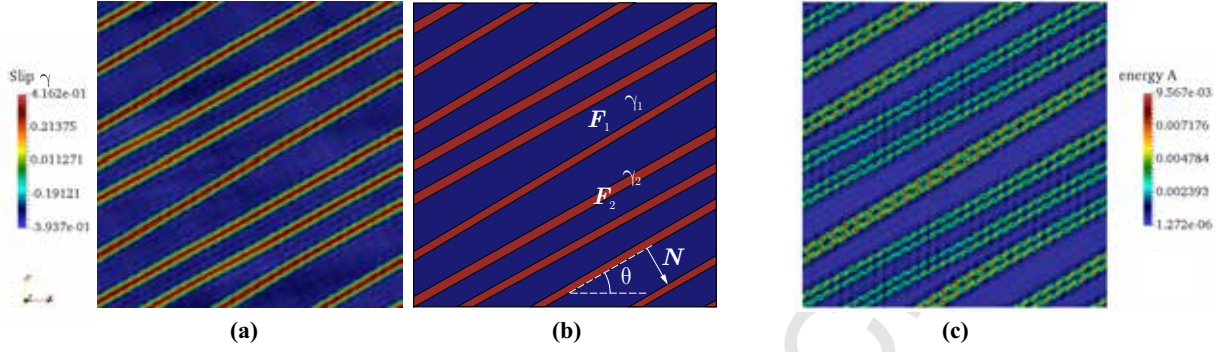 Slip γ
4.162e-01
0.21375
0.011271
-0.19121
-3.937e-01
(a)
γ1
F1
γ2
F2
N
θ
(b)
energy A
9.567e-03
0.007176
0.004784
0.002393
1.272e-06
(c)